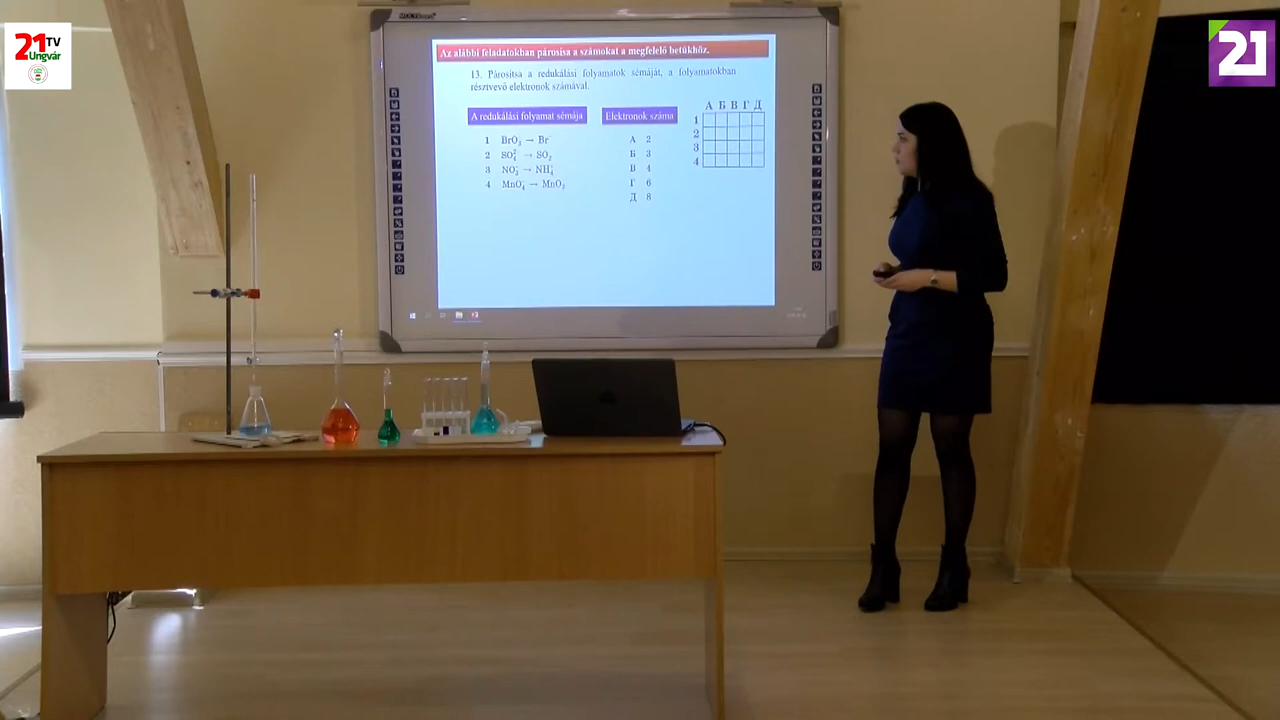 21TV
Ungvár
21
Az alábbi feladatokban párosítsa a számokat a megfelelő betűkhöz.
13. Párosítsa a redukálási folyamatok sémáját, a folyamatokban
résztvevő elektronok számával.
A redukálási folyamat sémája
Elektronok száma
А Б В Г Д
1
2
3
4
1 BrO₃⁻ → Br⁻
2 SO₄²⁻ → SO₂
3 NO₃⁻ → NH₄⁺
4 MnO₄⁻ → MnO₂
А 2
Б 3
В 4
Г 6
Д 8